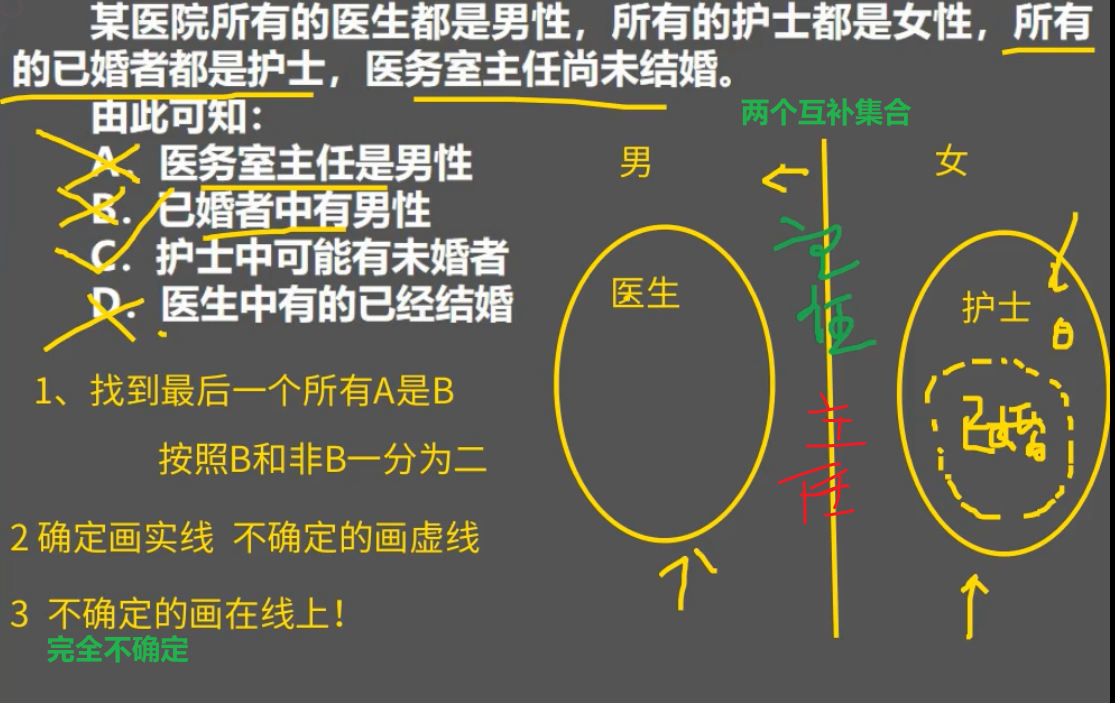 某医院所有的医生都是男性，所有的护士都是女性，所有
的已婚者都是护士，医务室主任尚未结婚。
由此可知：
A．医务室主任是男性
B．已婚者中有男性
C．护士中可能有未婚者
D．医生中有的已经结婚
两个互补集合
男
女
医生
护士
主任
已婚
主任
1、找到最后一个所有A是B
按照B和非B一分为二
2 确定画实线 不确定的画虚线
3 不确定的画在线上！
完全不确定